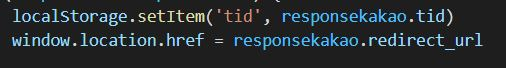 localStorage.setItem('tid', responsekakao.tid)
window.location.href = responsekakao.redirect_url